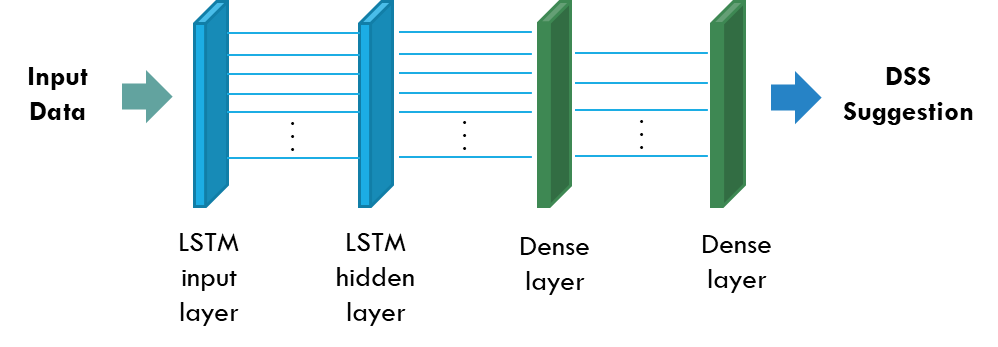 Input
Data
DSS
Suggestion
LSTM
input
layer
LSTM
hidden
layer
Dense
layer
Dense
layer